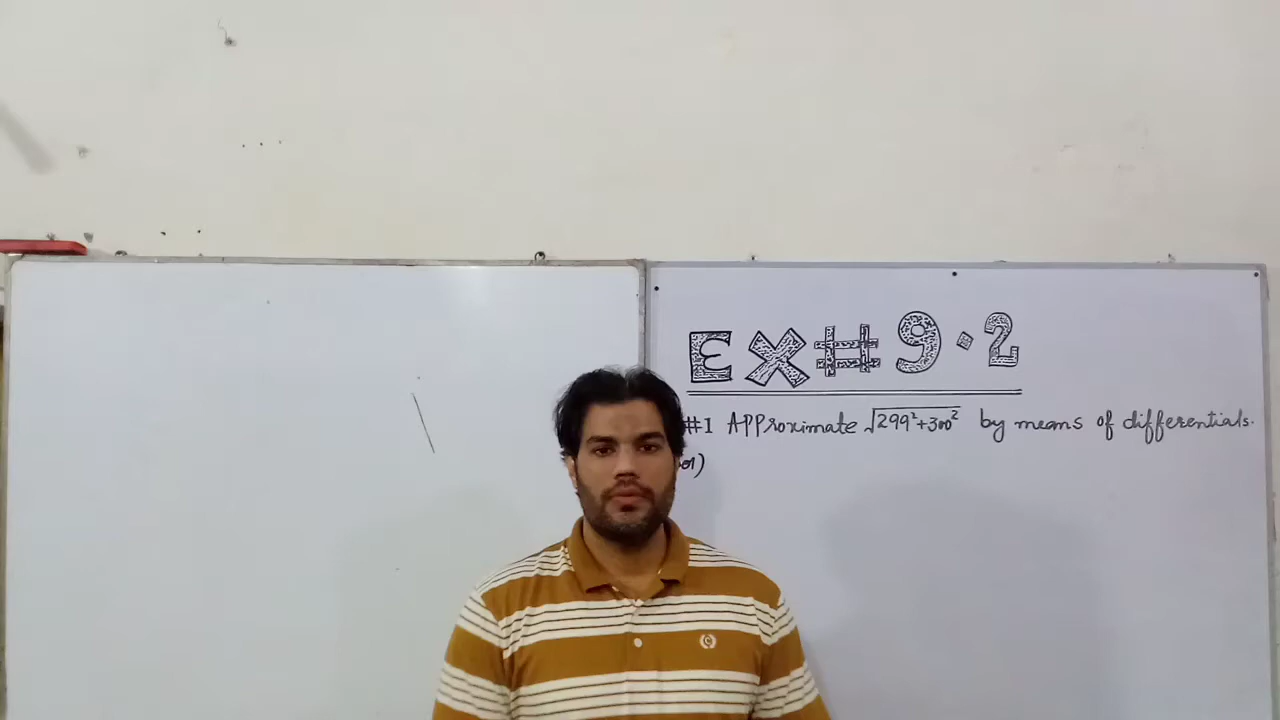 EX#9.2
#1 APProximate √299²+300² by means of differentials.